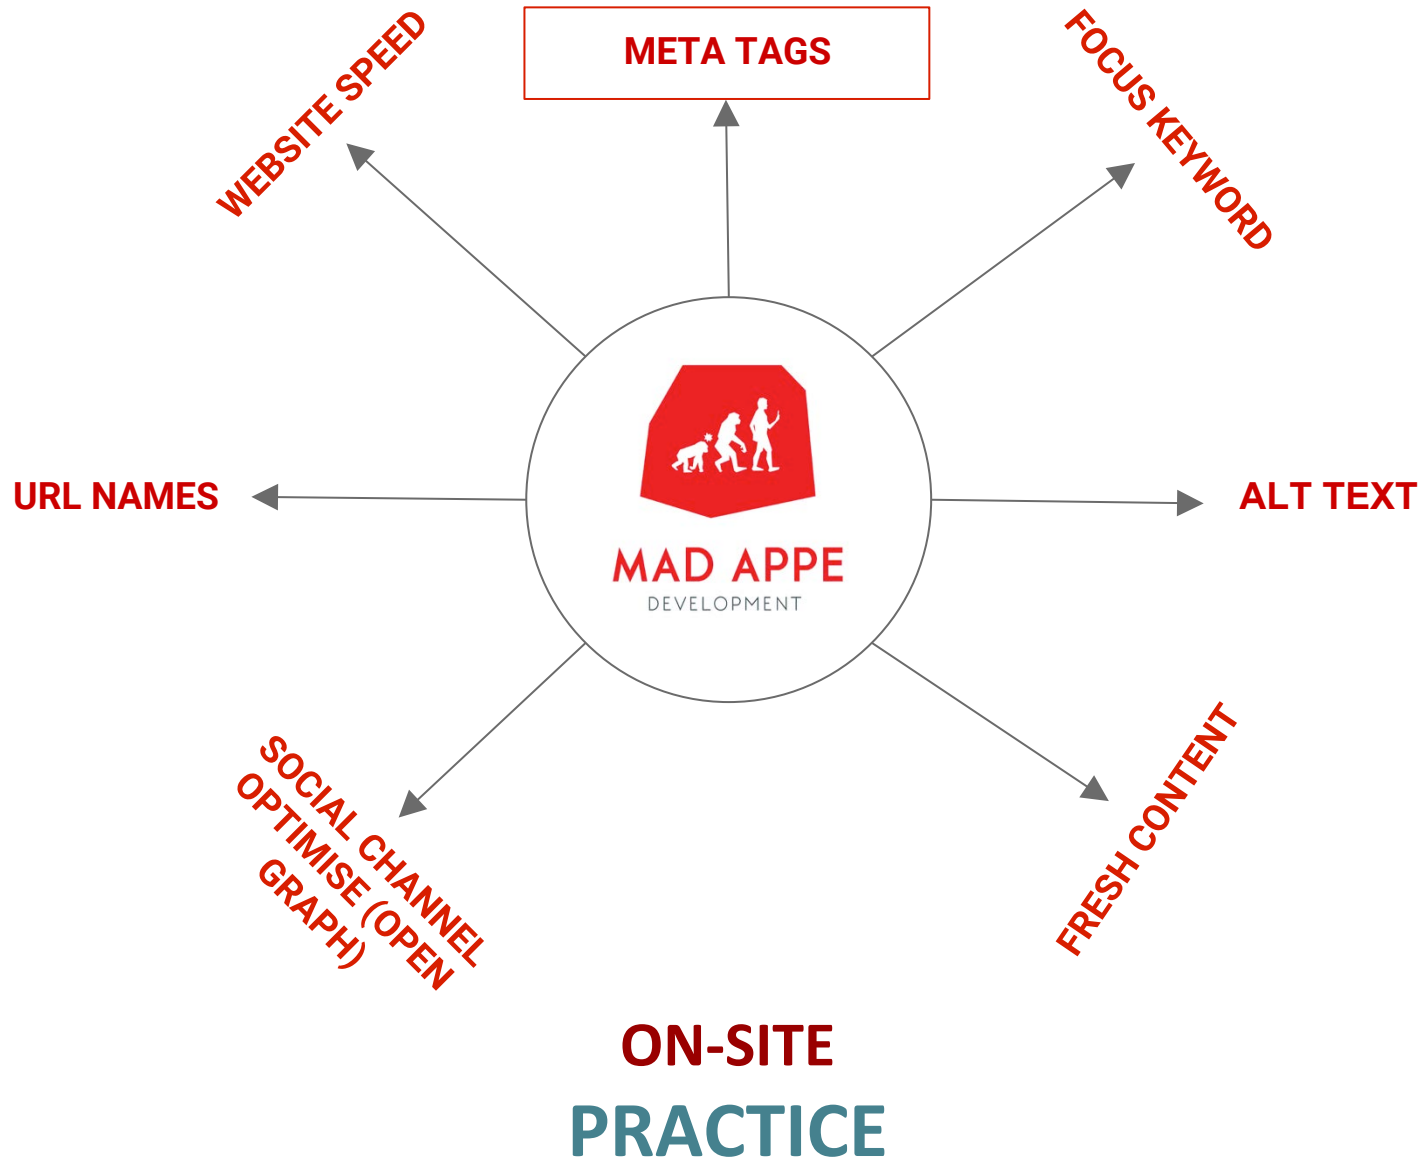 META TAGS
FOCUS KEYWORD
ALT TEXT
FRESH CONTENT
SOCIAL CHANNEL
OPTIMISE (OPEN
GRAPH)
URL NAMES
WEBSITE SPEED
MAD APPE
DEVELOPMENT
ON-SITE
PRACTICE